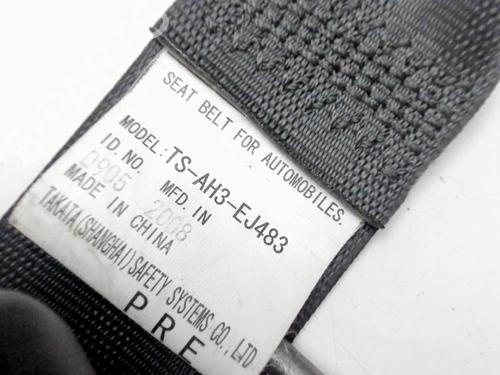 SEAT BELT FOR AUTOMOBILES.
MODEL: TS-AH3-EJ483
ID.NO MFD.IN
0905 2008
MADE IN CHINA
TAKATA(SHANGHAI)SAFETY SYSTEMS CO.,LTD
PRE